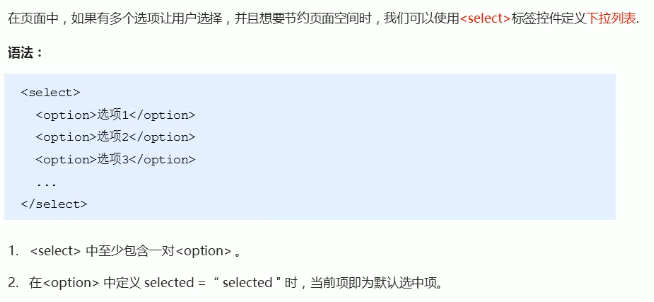 在页面中，如果有多个选项让用户选择，并且想要节约页面空间时，我们可以使用<select>标签控件定义下拉列表.
语法：
<select>
<option>选项1</option>
<option>选项2</option>
<option>选项3</option>
...
</select>
1. <select> 中至少包含一对<option> 。
2. 在<option> 中定义 selected = “ selected " 时，当前项即为默认选中项。